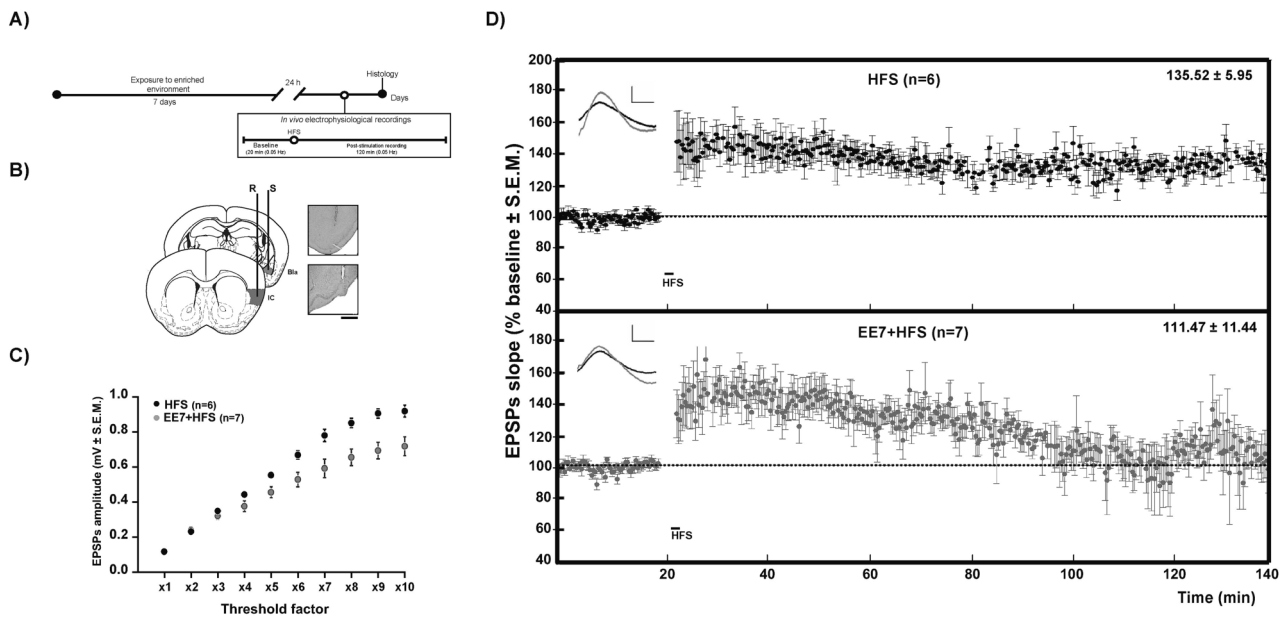 A)
Exposure to enriched
environment
7 days
24 h
Histology
Days
In vivo electrophysiological recordings
HFS
Baseline
(20 min (0.05 Hz)
Post-stimulation recording
120 min (0.05 Hz)
B)
R S
Bla
IC
C)
EPSPs amplitude (mV ± S.E.M.)
1.0
0.8
0.6
0.4
0.2
0.0
HFS (n=6)
EE7+HFS (n=7)
x1 x2 x3 x4 x5 x6 x7 x8 x9 x10
Threshold factor
D)
EPSPs slope (% baseline ± S.E.M.)
200
180
160
140
120
100
80
60
40
HFS (n=6)
135.52 ± 5.95
HFS
180
160
140
120
100
80
60
40
EE7+HFS (n=7)
111.47 ± 11.44
HFS
20 40 60 80 100 120 140
Time (min)